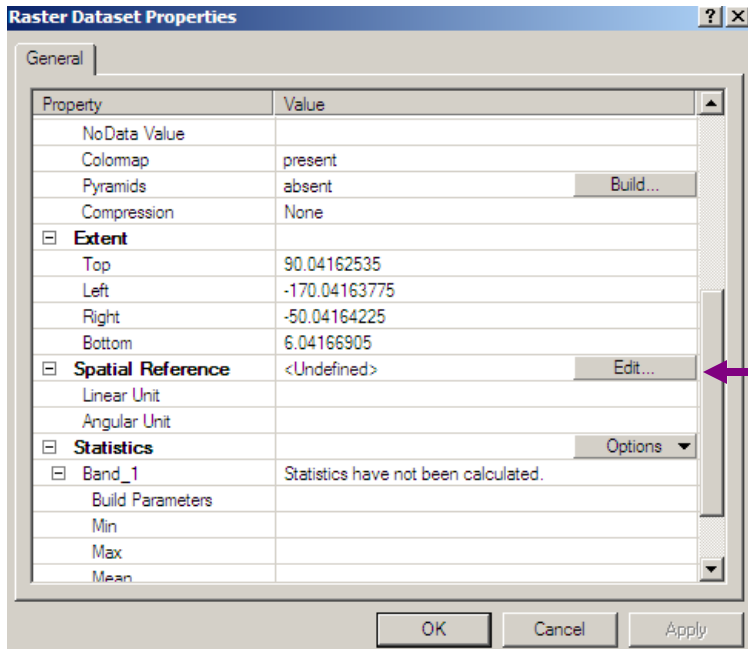 Raster Dataset Properties
General
Property Value
NoData Value
Colormap present
Pyramids absent Build...
Compression None
Extent
Top 90.04162535
Left -170.04163775
Right -50.04164225
Bottom 6.04166905
Spatial Reference <Undefined> Edit...
Linear Unit
Angular Unit
Statistics Options
Band_1 Statistics have not been calculated.
Build Parameters
Min
Max
Mean
OK Cancel Apply